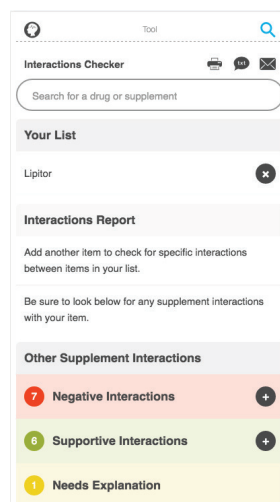 Tool
Interactions Checker
txt
Search for a drug or supplement
Your List
Lipitor
Interactions Report
Add another item to check for specific interactions
between items in your list.
Be sure to look below for any supplement interactions
with your item.
Other Supplement Interactions
7 Negative Interactions
6 Supportive Interactions
1 Needs Explanation